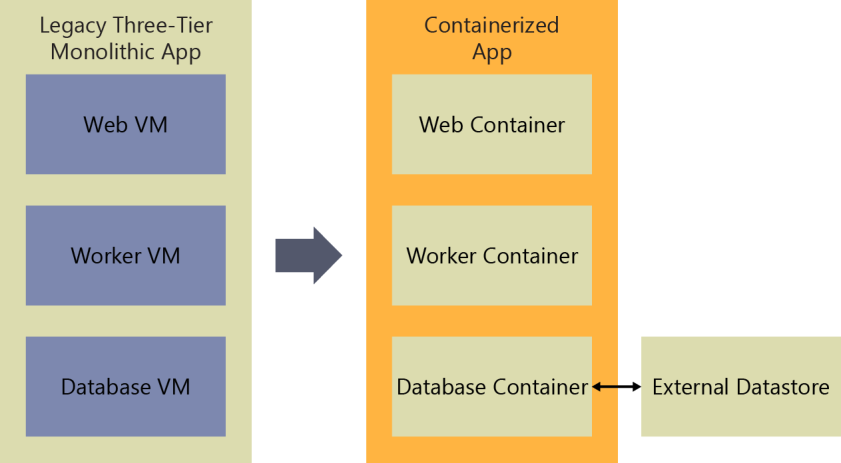 Legacy Three-Tier
Monolithic App
Web VM
Worker VM
Database VM
Containerized
App
Web Container
Worker Container
Database Container
External Datastore